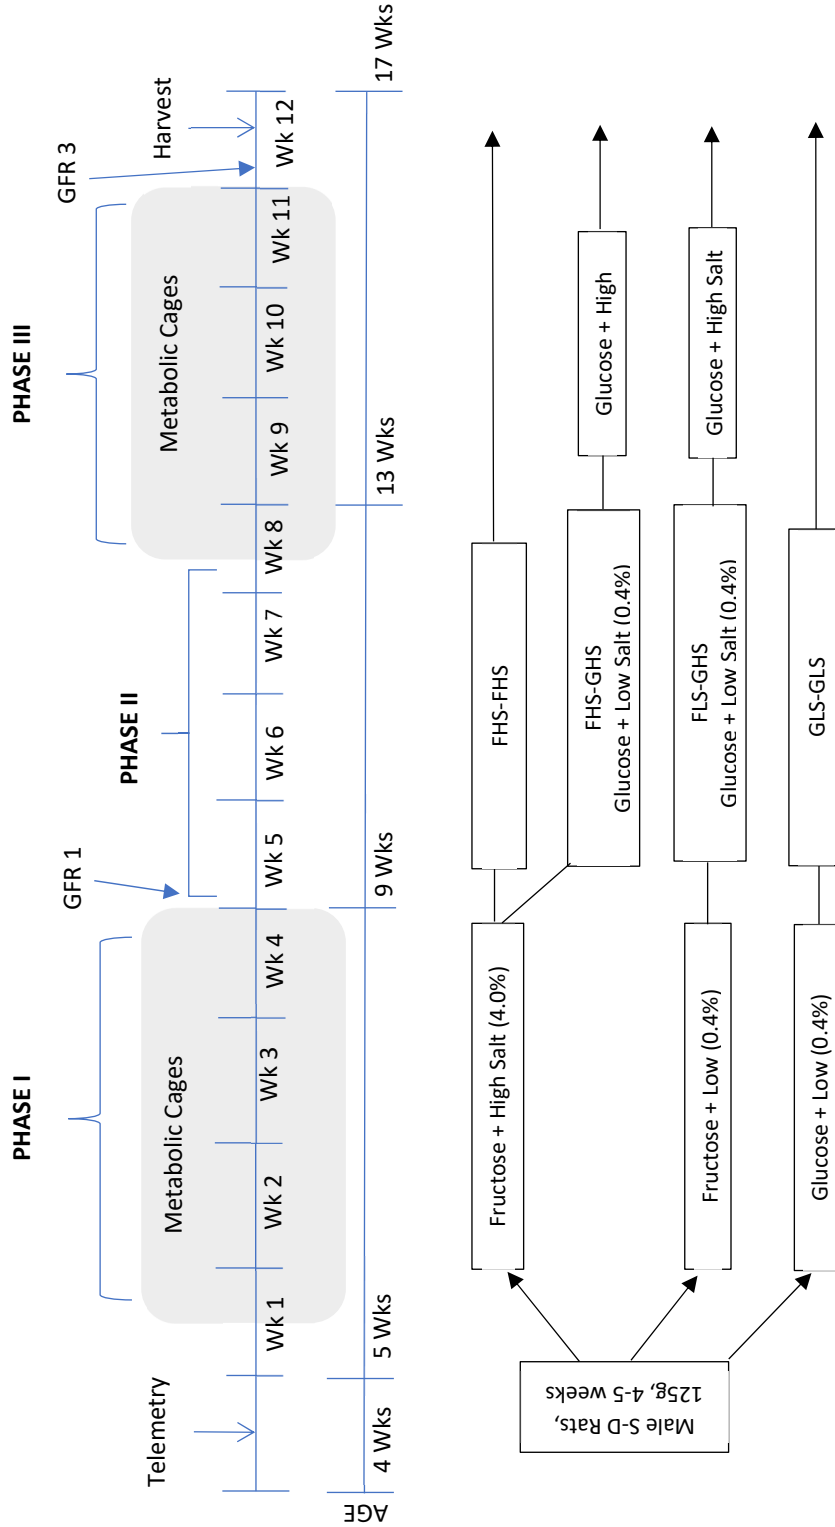 PHASE I
PHASE II
PHASE III
GFR 1
GFR 3
Telemetry
Metabolic Cages
Metabolic Cages
Harvest
Wk 1
Wk 2
Wk 3
Wk 4
Wk 5
Wk 6
Wk 7
Wk 8
Wk 9
Wk 10
Wk 11
Wk 12
AGE
4 Wks
5 Wks
9 Wks
13 Wks
17 Wks
Male S-D Rats,
125g, 4-5 weeks
Fructose + High Salt (4.0%)
FHS-FHS
FHS-GHS
Glucose + Low Salt (0.4%)
Glucose + High
Fructose + Low (0.4%)
FLS-GHS
Glucose + Low Salt (0.4%)
Glucose + High Salt
Glucose + Low (0.4%)
GLS-GLS